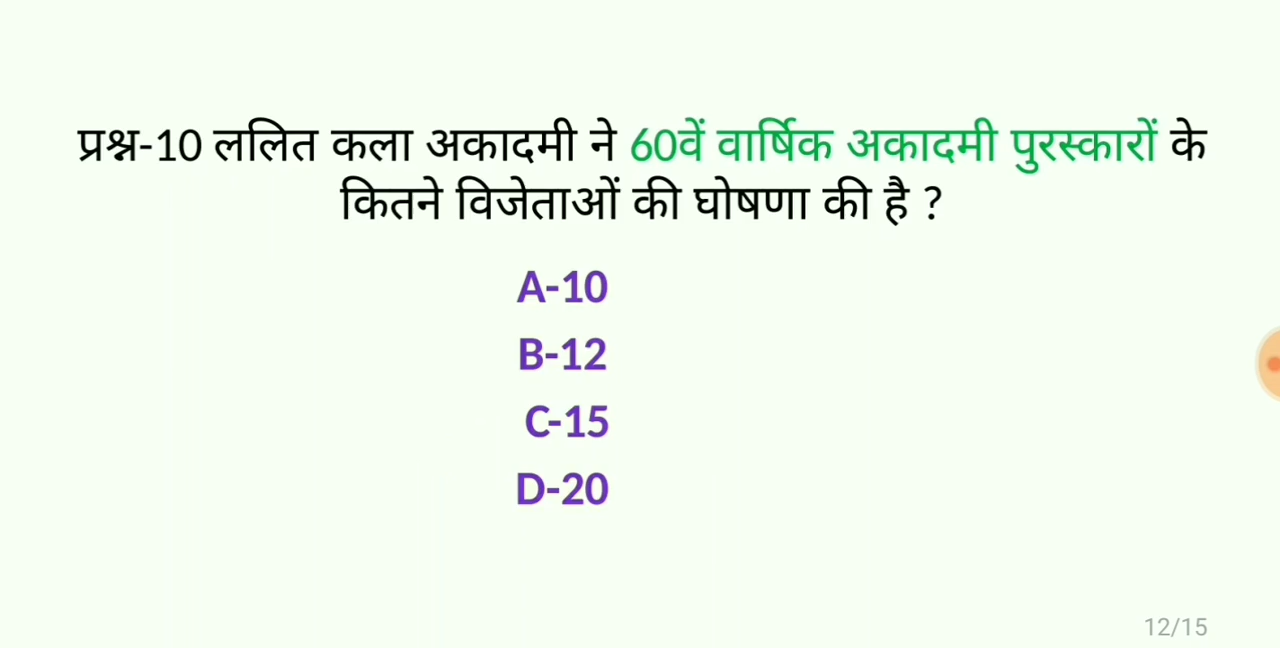 प्रश्न-10 ललित कला अकादमी ने 60वें वार्षिक अकादमी पुरस्कारों के
कितने विजेताओं की घोषणा की है ?
A-10
B-12
C-15
D-20
12/15